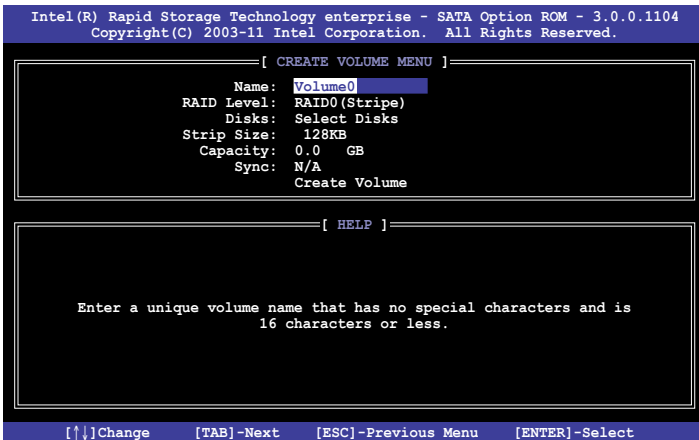 Intel(R) Rapid Storage Technology enterprise - SATA Option ROM - 3.0.0.1104
Copyright(C) 2003-11 Intel Corporation. All Rights Reserved.
[ CREATE VOLUME MENU ]
Name: Volume0
RAID Level: RAID0(Stripe)
Disks: Select Disks
Strip Size: 128KB
Capacity: 0.0 GB
Sync: N/A
Create Volume
[ HELP ]
Enter a unique volume name that has no special characters and is
16 characters or less.
[↑↓]Change [TAB]-Next [ESC]-Previous Menu [ENTER]-Select